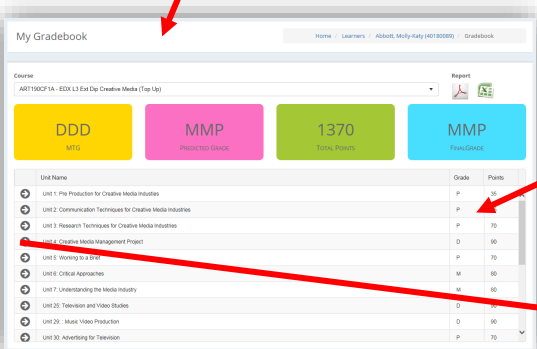 My Gradebook
Home / Learners / Abbott, Molly-Katy (40180089) / Gradebook
Course
Report
ART190CF1A - EDX L3 Ext Dip Creative Media (Top Up)
DDD
MTG
MMP
PREDICTED GRADE
1370
TOTAL POINTS
MMP
FINALGRADE
Unit Name Grade Points
Unit 1: Pre Production for Creative Media Industies P 35
Unit 2: Communication Techniques for Creative Media Industries P
Unit 3: Research Techniques for Creative Media Industries P 70
Unit 4: Creative Media Management Project D 90
Unit 5: Working to a Brief P 70
Unit 6: Critical Approaches M 80
Unit 7: Understanding the Media Industry M 80
Unit 25: Television and Video Studies D
Unit 29: : Music Video Production D 90
Unit 30: Advertising for Television P 70